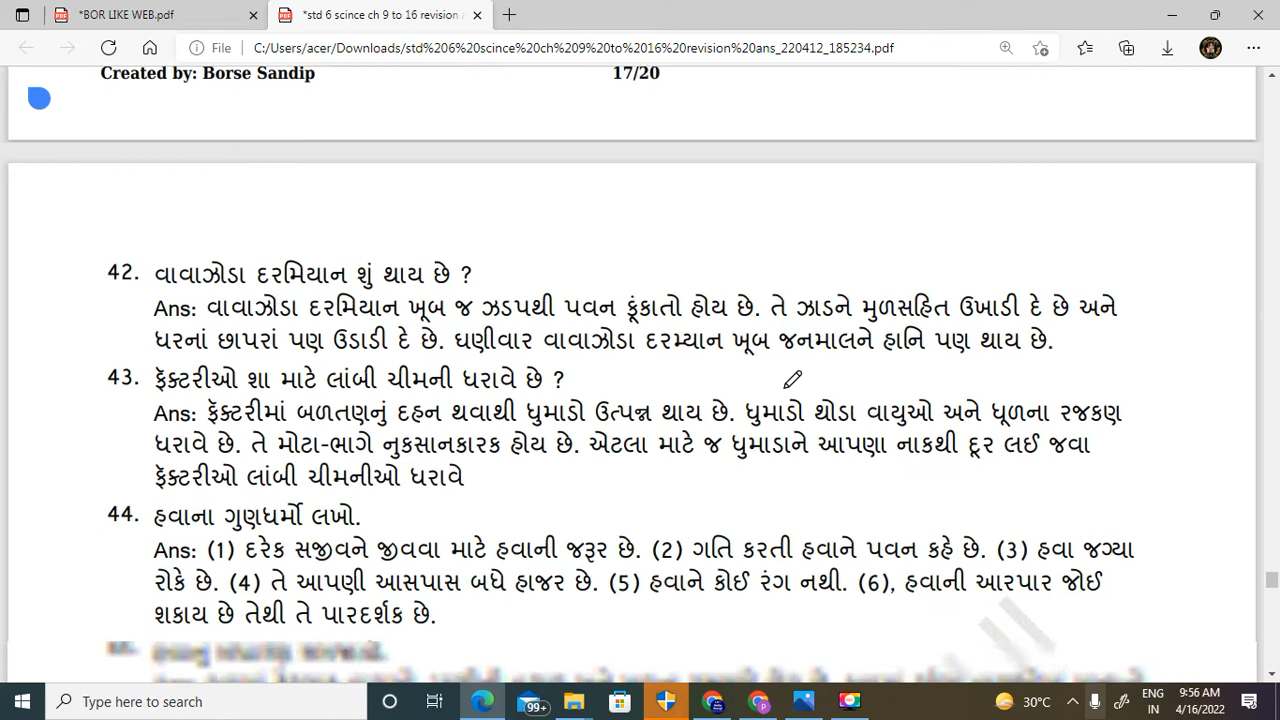 *BOR LIKE WEB.pdf
*std 6 scince ch 9 to 16 revision a
File
C:/Users/acer/Downloads/std%206%20scince%20ch%209%20to%2016%20revision%20ans_220412_185234.pdf
Created by: Borse Sandip 17/20
42. વાવાઝોડા દરમિયાન શું થાય છે ?
Ans: વાવાઝોડા દરમિયાન ખૂબ જ ઝડપથી પવન ફૂંકાતો હોય છે. તે ઝાડને મુળસહિત ઉખાડી દે છે અને
ઘરનાં છાપરાં પણ ઉડાડી દે છે. ઘણીવાર વાવાઝોડા દરમ્યાન ખૂબ જનમાલને હાનિ પણ થાય છે.
43. ફૅક્ટરીઓ શા માટે લાંબી ચીમની ધરાવે છે ?
Ans: ફૅક્ટરીમાં બળતણનું દહન થવાથી ધુમાડો ઉત્પન્ન થાય છે. ધુમાડો થોડા વાયુઓ અને ધૂળના રજકણ
ધરાવે છે. તે મોટા-ભાગે નુકસાનકારક હોય છે. એટલા માટે જ ધુમાડાને આપણા નાકથી દૂર લઈ જવા
ફૅક્ટરીઓ લાંબી ચીમનીઓ ધરાવે
44. હવાના ગુણધર્મો લખો.
Ans: (1) દરેક સજીવને જીવવા માટે હવાની જરૂર છે. (2) ગતિ કરતી હવાને પવન કહે છે. (3) હવા જગ્યા
રોકે છે. (4) તે આપણી આસપાસ બધે હાજર છે. (5) હવાને કોઈ રંગ નથી. (6), હવાની આરપાર જોઈ
શકાય છે તેથી તે પારદર્શક છે.
Type here to search
99+
30°C
ENG
IN
9:56 AM
4/16/2022